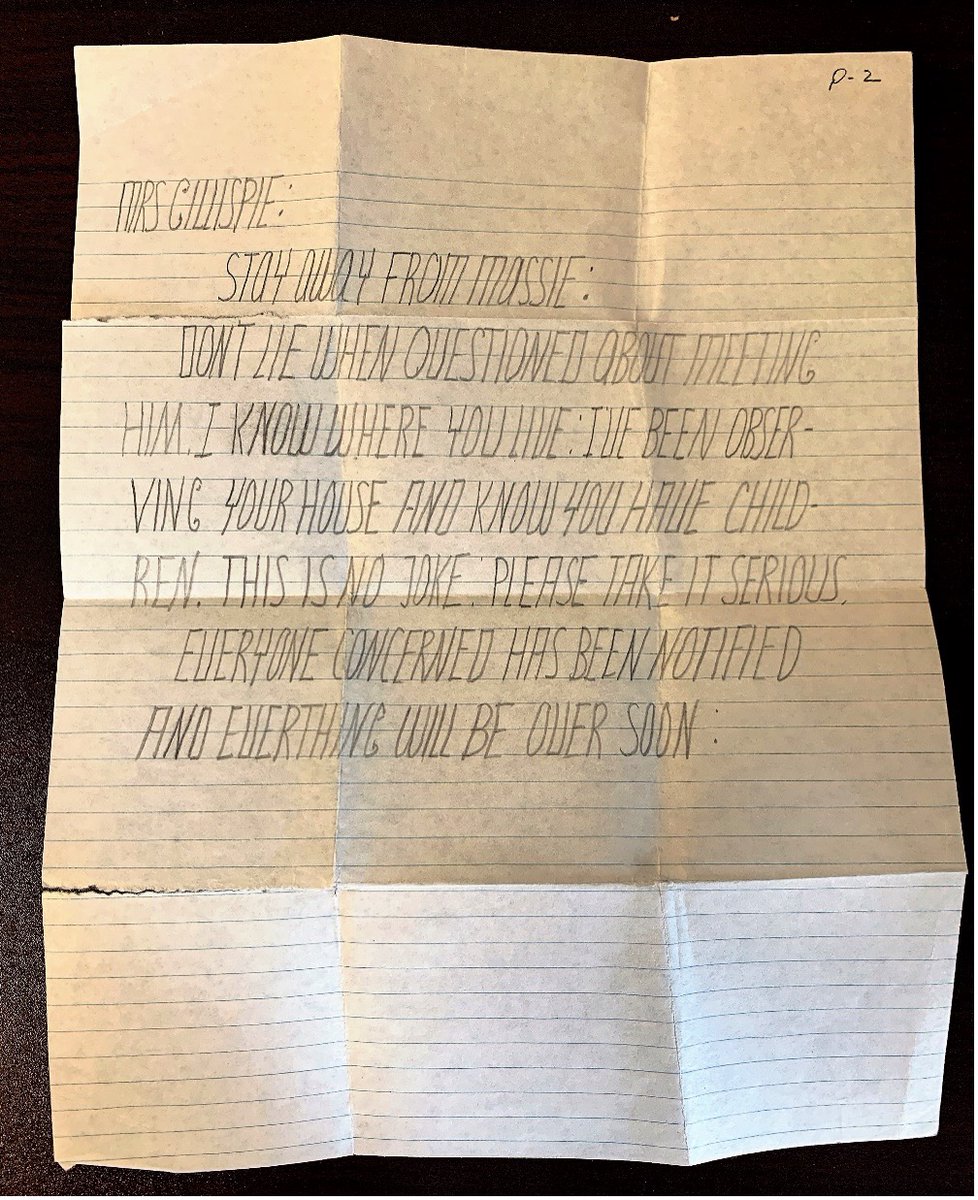 P-2
MRS GILLISPIE:
STAY AWAY FROM MASSIE:
DON'T LIE WHEN QUESTIONED ABOUT MEETING
HIM. I KNOW WHERE YOU LIVE: I'VE BEEN OBSER-
VING YOUR HOUSE AND KNOW YOU HAVE CHILD-
REN. THIS IS NO JOKE. PLEASE TAKE IT SERIOUS.
EVERYONE CONCERNED HAS BEEN NOTIFIED
AND EVERTHING WILL BE OVER SOON :